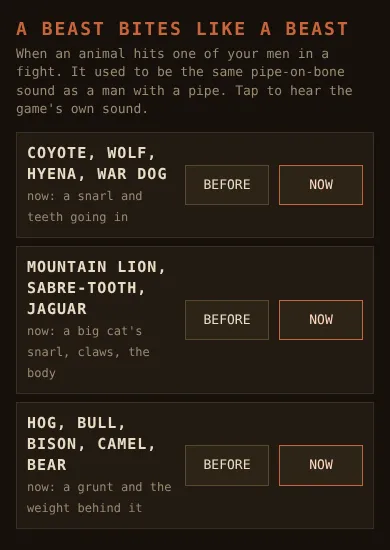 A BEAST BITES LIKE A BEAST
When an animal hits one of your men in a
fight. It used to be the same pipe-on-bone
sound as a man with a pipe. Tap to hear the
game's own sound.
COYOTE, WOLF,
HYENA, WAR DOG
now: a snarl and
teeth going in
BEFORE
NOW
MOUNTAIN LION,
SABRE-TOOTH,
JAGUAR
now: a big cat's
snarl, claws, the
body
BEFORE
NOW
HOG, BULL,
BISON, CAMEL,
BEAR
now: a grunt and the
weight behind it
BEFORE
NOW